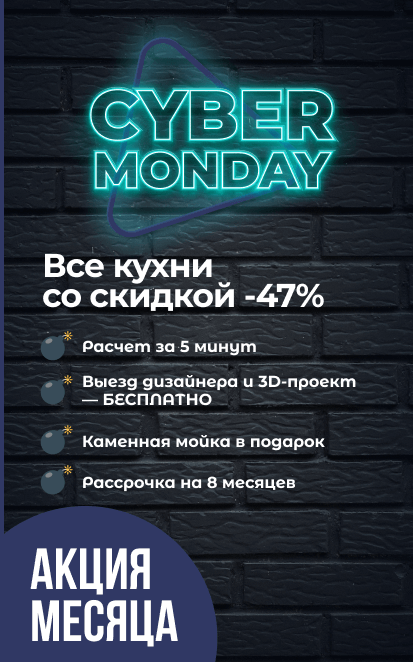 CYBER
MONDAY
Все кухни
со скидкой -47%
Расчет за 5 минут
Выезд дизайнера и 3D-проект
— БЕСПЛАТНО
Каменная мойка в подарок
Рассрочка на 8 месяцев
АКЦИЯ
МЕСЯЦА